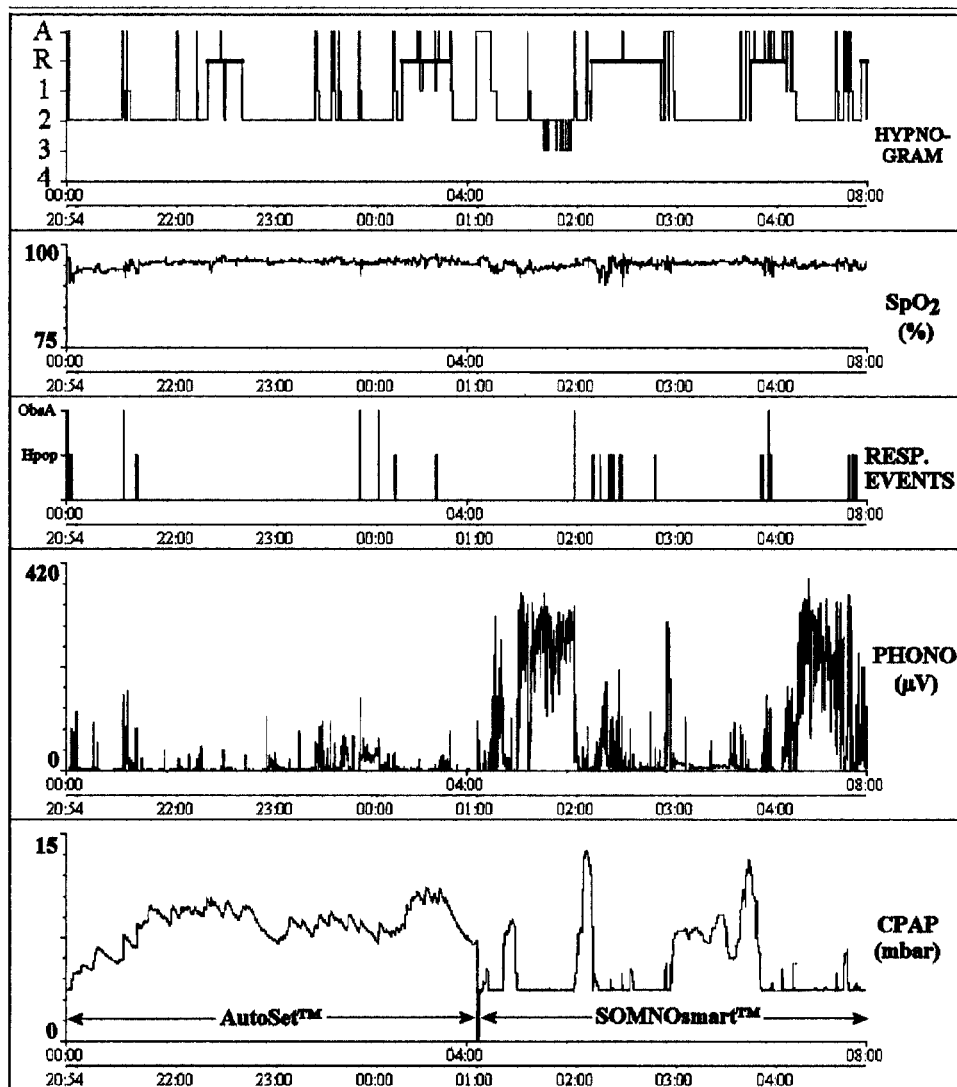 A
R
1
2
3
4
HYPNO-
GRAM
00:00 04:00 08:00
20:54 22:00 23:00 00:00 01:00 02:00 03:00 04:00
100
75
SpO2
(%)
00:00 04:00 08:00
20:54 22:00 23:00 00:00 01:00 02:00 03:00 04:00
ObsA
Hpop
RESP.
EVENTS
00:00 04:00 08:00
20:54 22:00 23:00 00:00 01:00 02:00 03:00 04:00
420
0
PHONO
(µV)
00:00 04:00 08:00
20:54 22:00 23:00 00:00 01:00 02:00 03:00 04:00
15
0
CPAP
(mbar)
AutoSet™ SOMNOsmart™
00:00 04:00 08:00
20:54 22:00 23:00 00:00 01:00 02:00 03:00 04:00